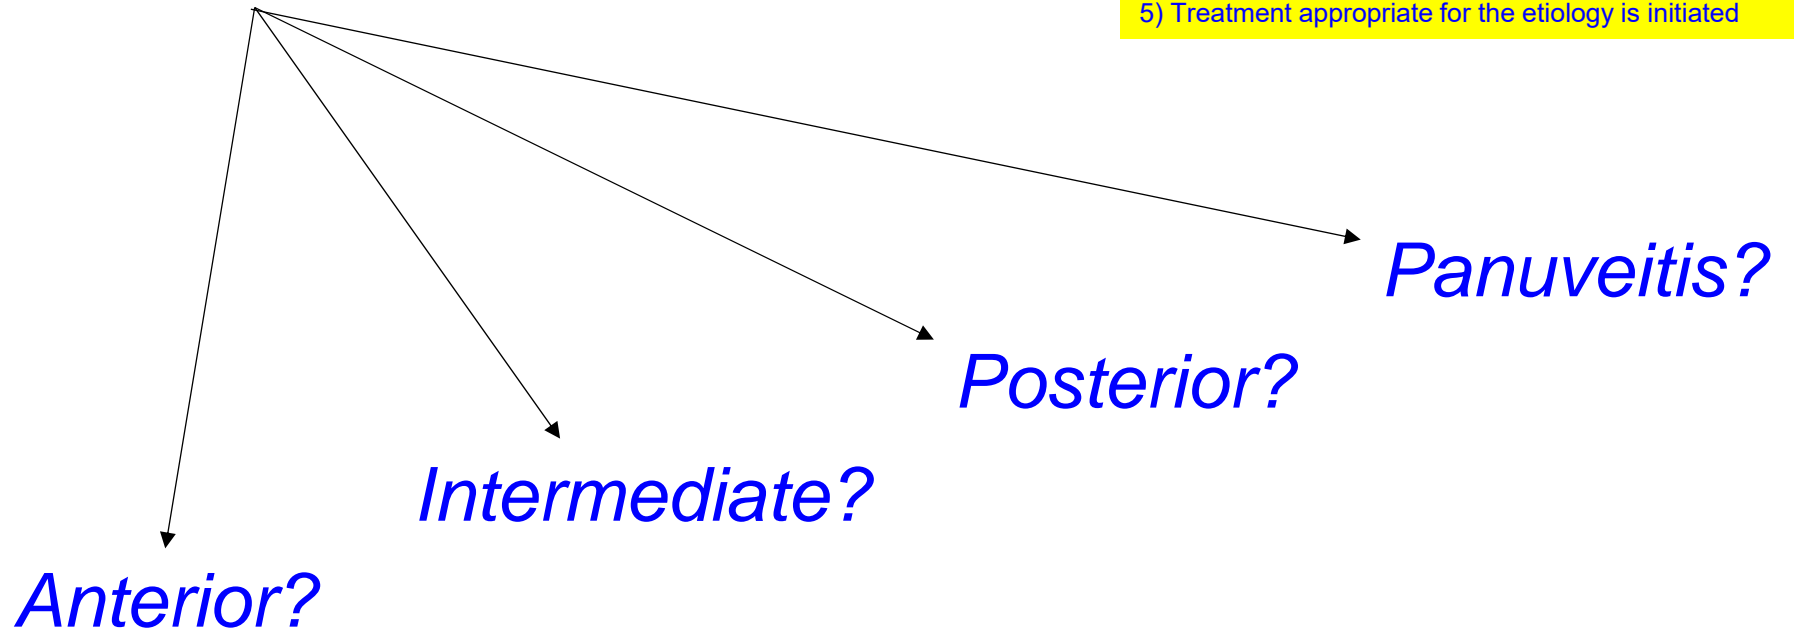 5) Treatment appropriate for the etiology is initiated
Panuveitis?
Posterior?
Intermediate?
Anterior?